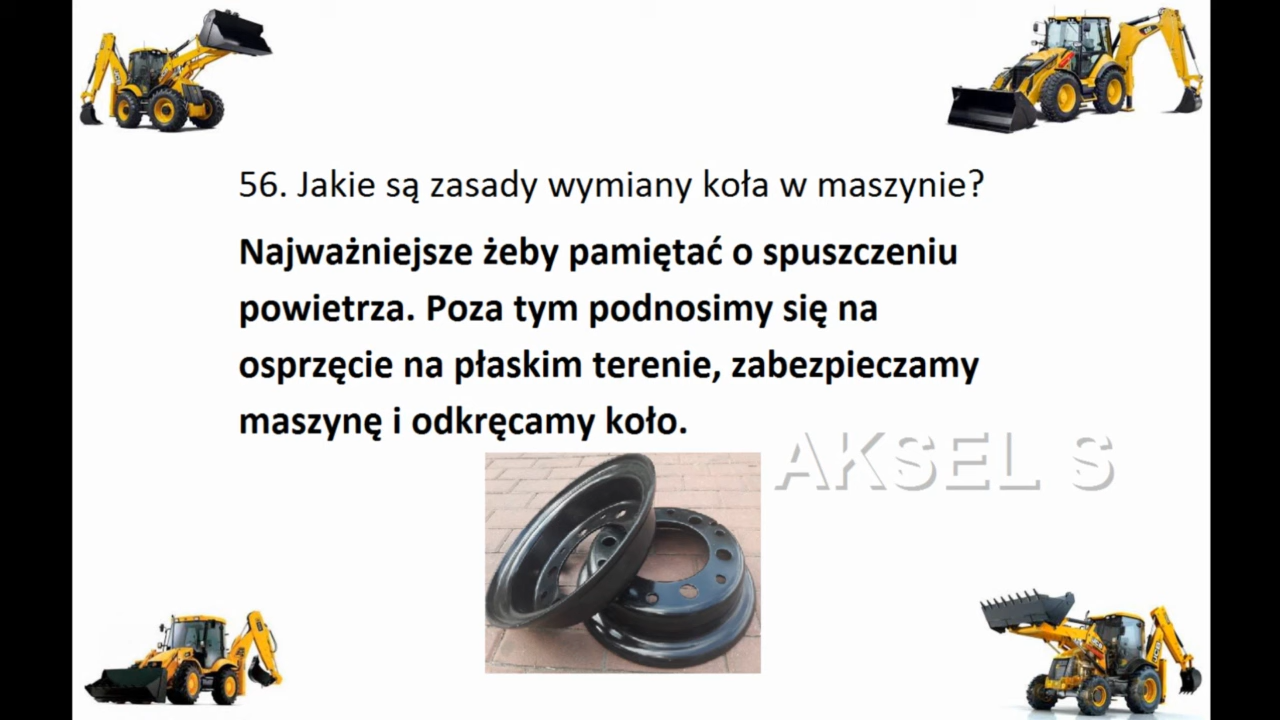 56. Jakie są zasady wymiany koła w maszynie?
Najważniejsze żeby pamiętać o spuszczeniu
powietrza. Poza tym podnosimy się na
osprzęcie na płaskim terenie, zabezpieczamy
maszynę i odkręcamy koło.
AKSEL S